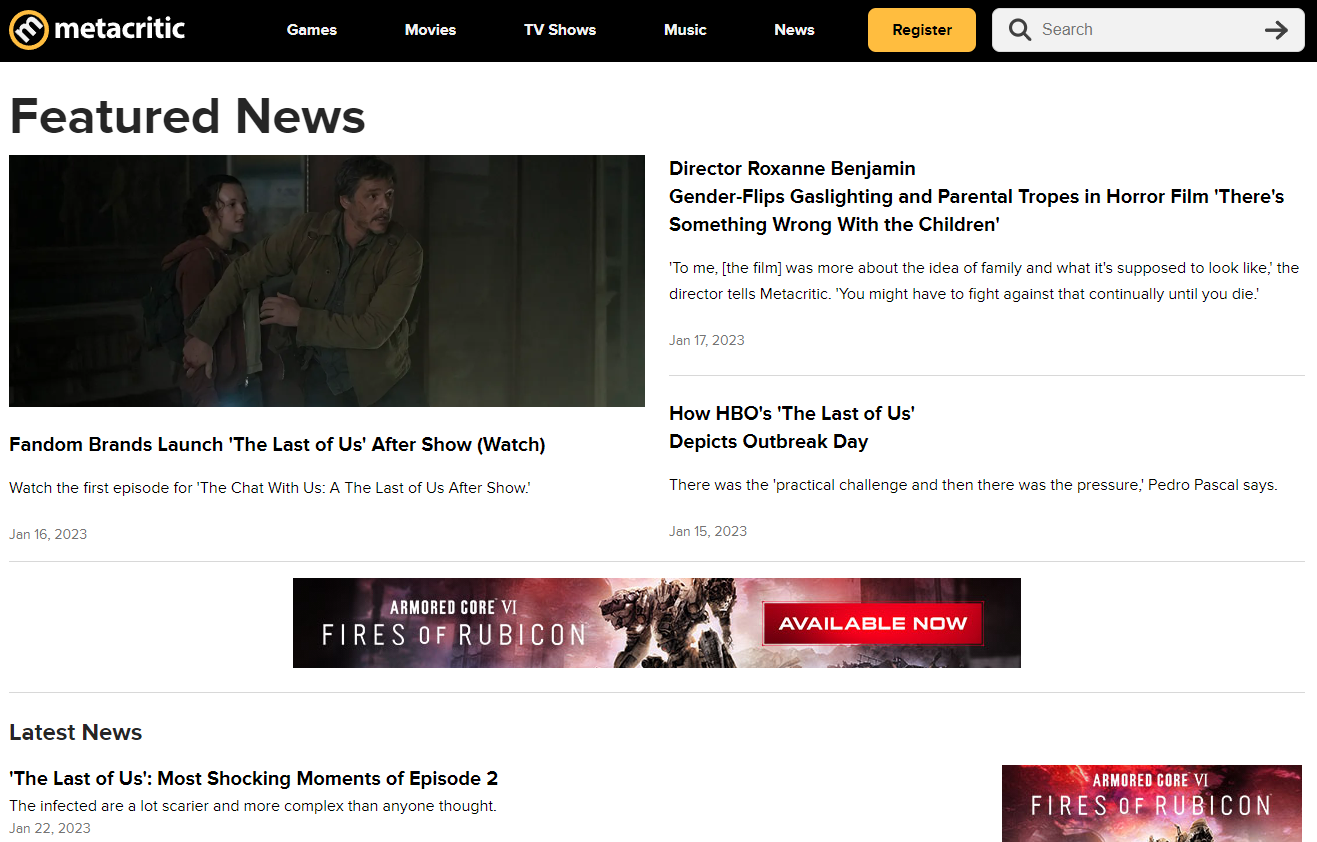 metacritic
Games
Movies
TV Shows
Music
News
Register
Search
Featured News
Fandom Brands Launch 'The Last of Us' After Show (Watch)
Watch the first episode for 'The Chat With Us: A The Last of Us After Show.'
Jan 16, 2023
Director Roxanne Benjamin
Gender-Flips Gaslighting and Parental Tropes in Horror Film 'There's
Something Wrong With the Children'
'To me, [the film] was more about the idea of family and what it's supposed to look like,' the
director tells Metacritic. 'You might have to fight against that continually until you die.'
Jan 17, 2023
How HBO's 'The Last of Us'
Depicts Outbreak Day
There was the 'practical challenge and then there was the pressure,' Pedro Pascal says.
Jan 15, 2023
ARMORED CORE VI
FIRES OF RUBICON
AVAILABLE NOW
Latest News
'The Last of Us': Most Shocking Moments of Episode 2
The infected are a lot scarier and more complex than anyone thought.
Jan 22, 2023
ARMORED CORE VI
FIRES OF RUBICON